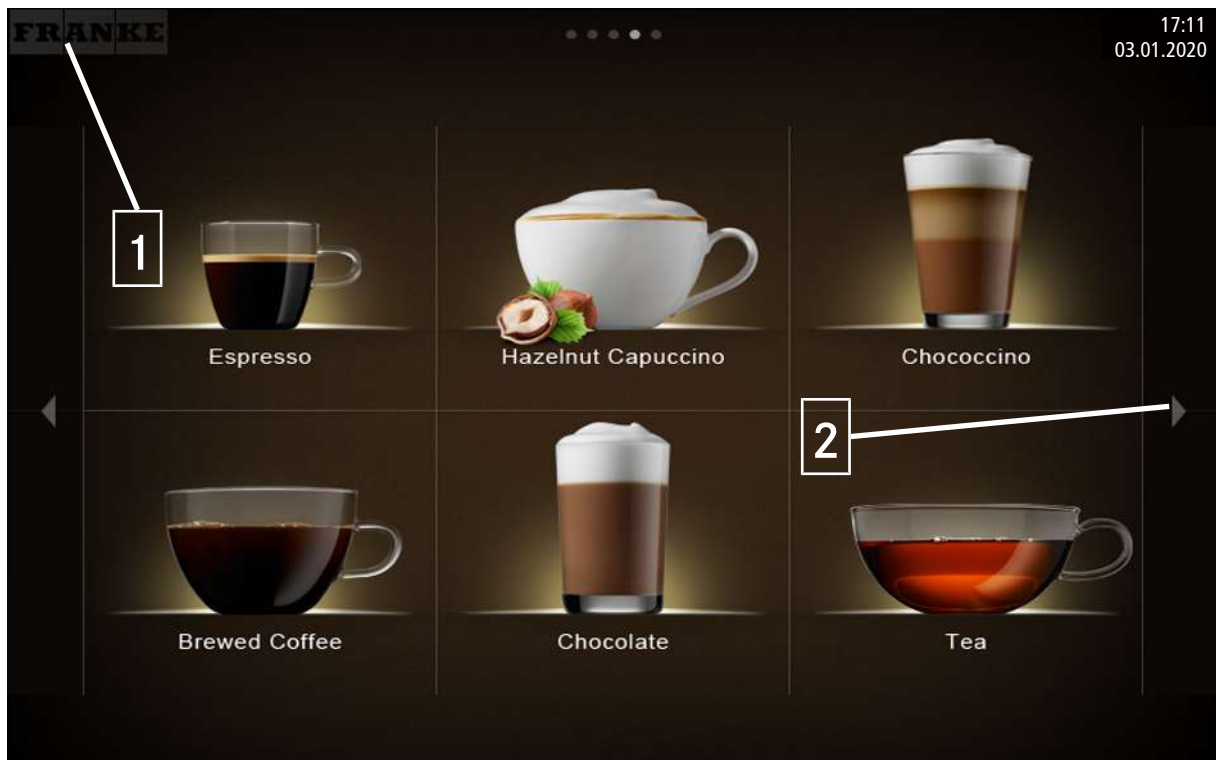 FRANKE
17:11
03.01.2020
1
Espresso
Hazelnut Capuccino
Chococcino
2
Brewed Coffee
Chocolate
Tea